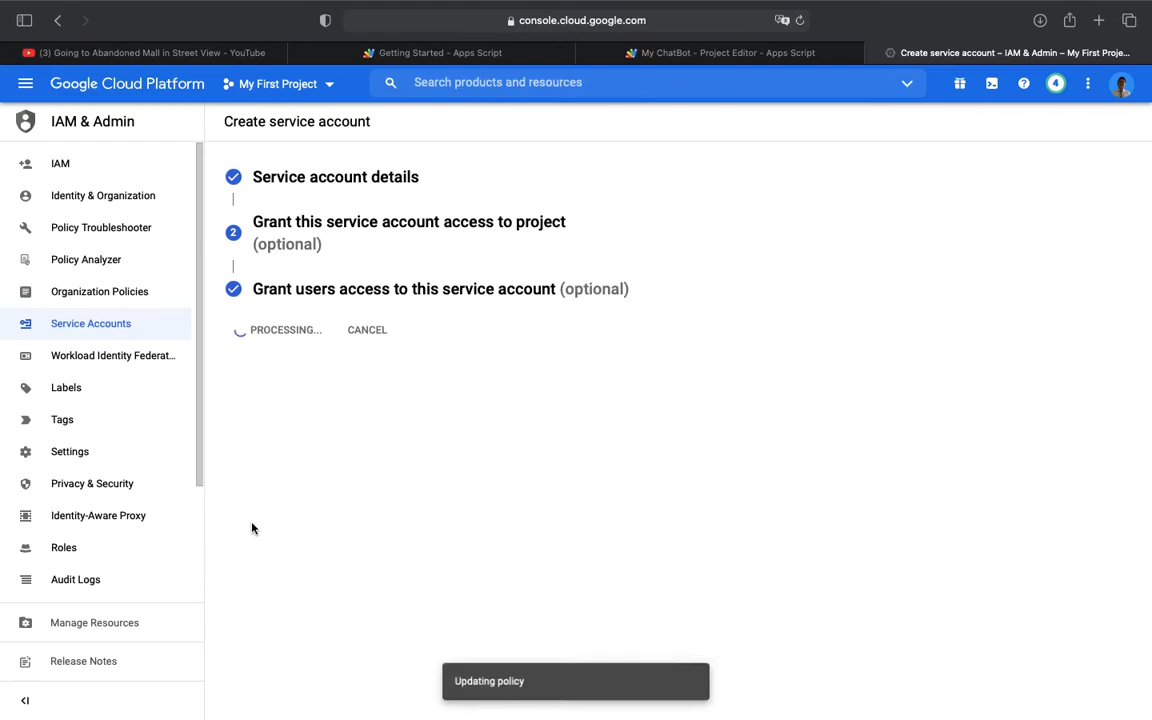 console.cloud.google.com
(3) Going to Abandoned Mall in Street View - YouTube
Getting Started - Apps Script
My ChatBot - Project Editor - Apps Script
Create service account – IAM & Admin – My First Proje...
Google Cloud Platform
My First Project
Search products and resources
4
IAM & Admin
Create service account
IAM
Identity & Organization
Policy Troubleshooter
Policy Analyzer
Organization Policies
Service Accounts
Workload Identity Federat...
Labels
Tags
Settings
Privacy & Security
Identity-Aware Proxy
Roles
Audit Logs
Manage Resources
Release Notes
Service account details
2
Grant this service account access to project
(optional)
Grant users access to this service account (optional)
PROCESSING... CANCEL
Updating policy